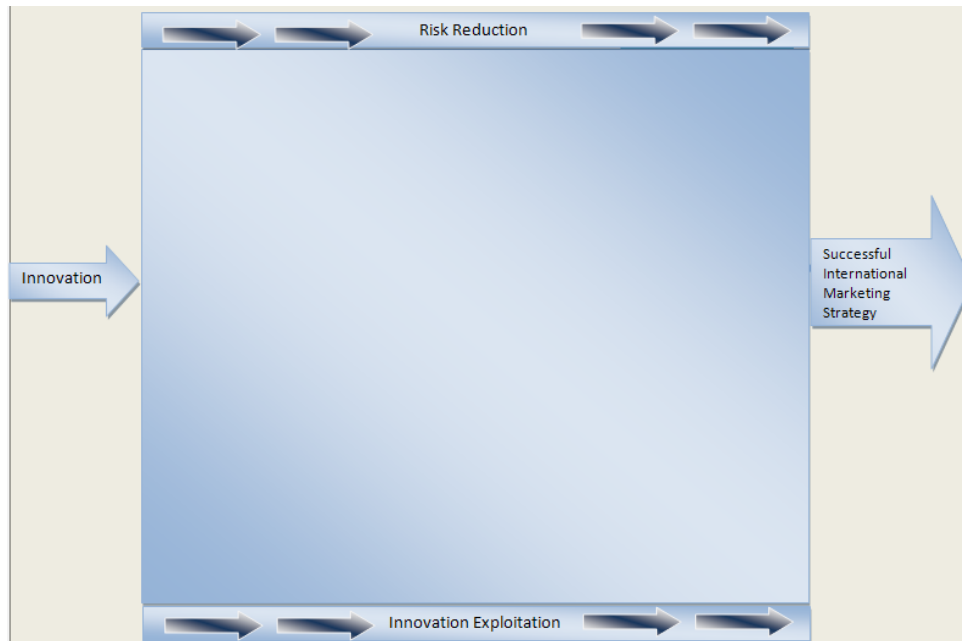 Risk Reduction
Innovation
Successful
International
Marketing
Strategy
Innovation Exploitation